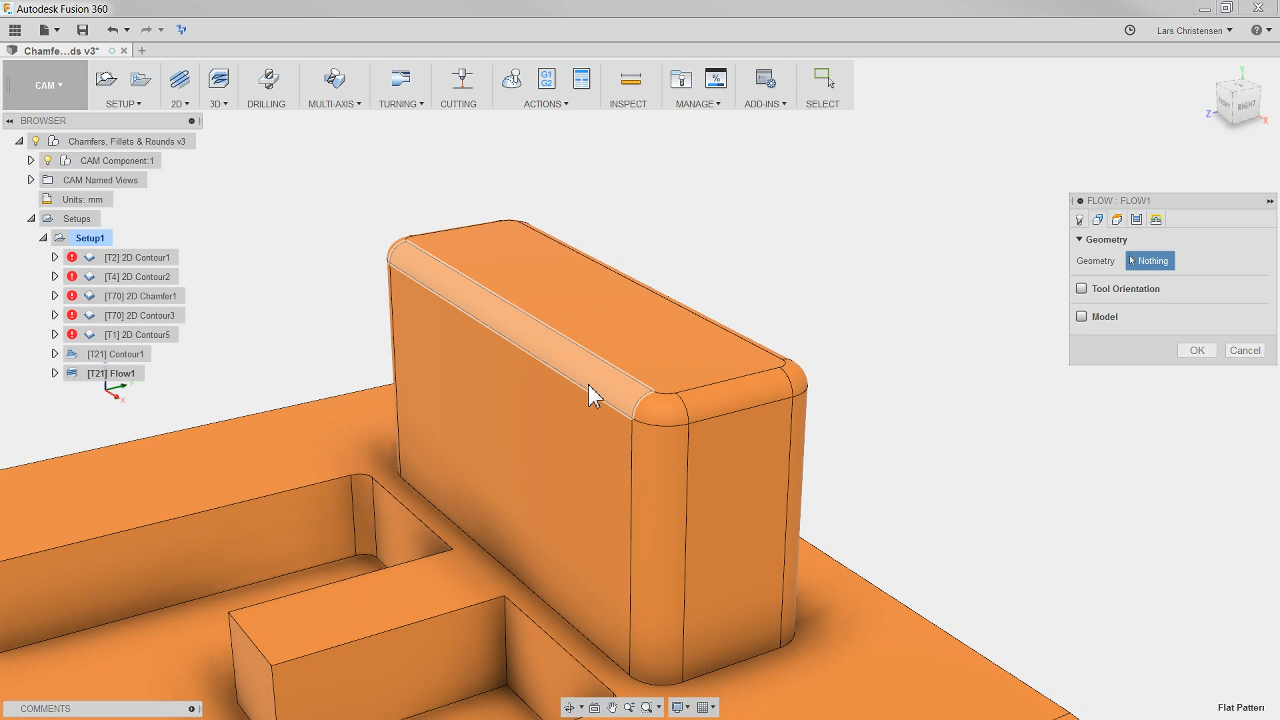 Autodesk Fusion 360
Lars Christensen
Chamfe...ds v3*
CAM
SETUP
2D
3D
DRILLING
MULTI-AXIS
TURNING
CUTTING
G1
G2
ACTIONS
INSPECT
MANAGE
ADD-INS
SELECT
BROWSER
Chamfers, Fillets & Rounds v3
CAM Component:1
CAM Named Views
Units: mm
Setups
Setup1
[T2] 2D Contour1
[T4] 2D Contour2
[T70] 2D Chamfer1
[T70] 2D Contour3
[T1] 2D Contour5
[T21] Contour1
[T21] Flow1
X
Y
RIGHT
Z
X
FLOW : FLOW1
Geometry
Geometry Nothing
Tool Orientation
Model
OK Cancel
COMMENTS
Flat Pattern